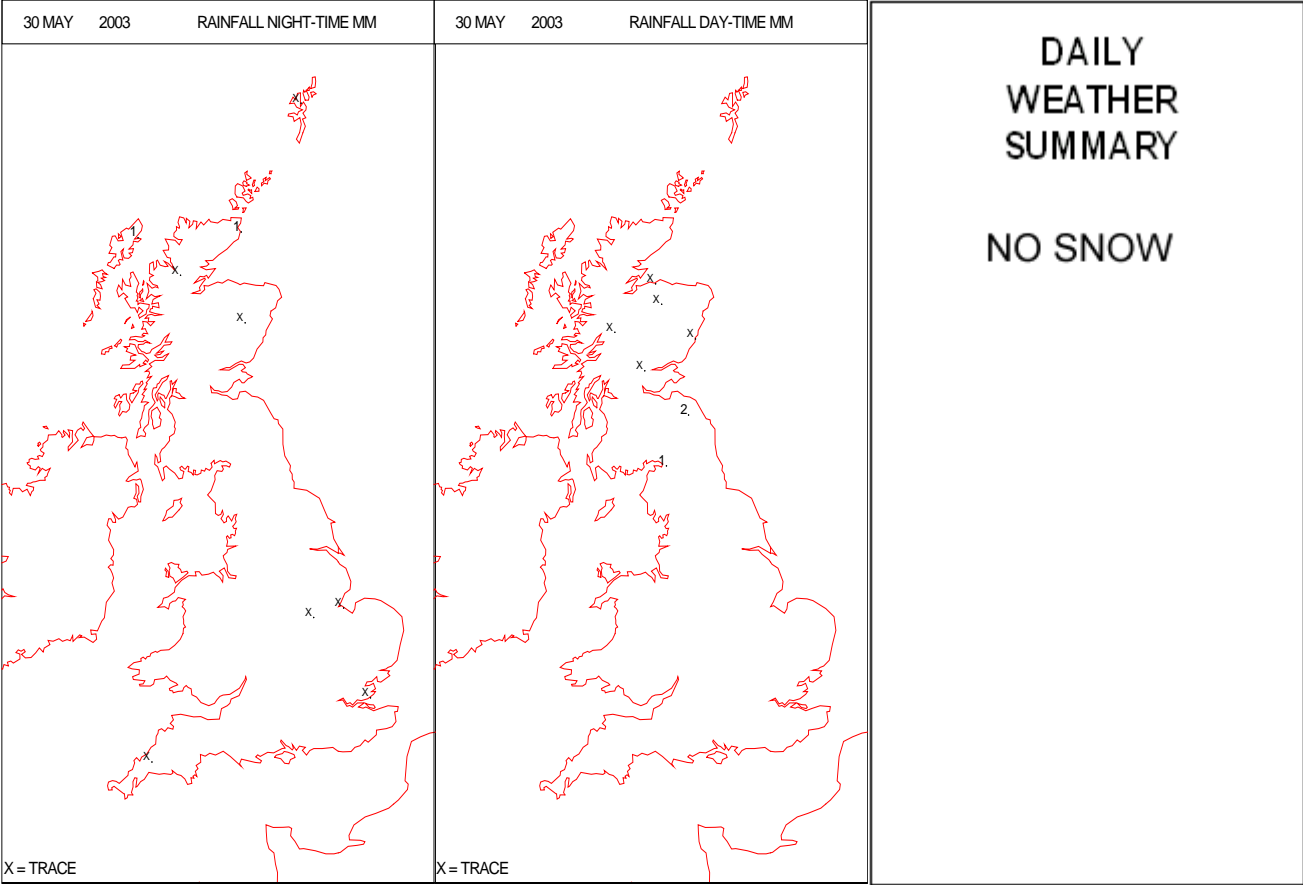 30 MAY 2003 RAINFALL NIGHT-TIME MM
X
1
1.
X.
X.
X.
X.
X
X.
X = TRACE
30 MAY 2003 RAINFALL DAY-TIME MM
X.
X.
X.
X.
X.
2.
1.
X = TRACE
DAILY
WEATHER
SUMMARY
NO SNOW